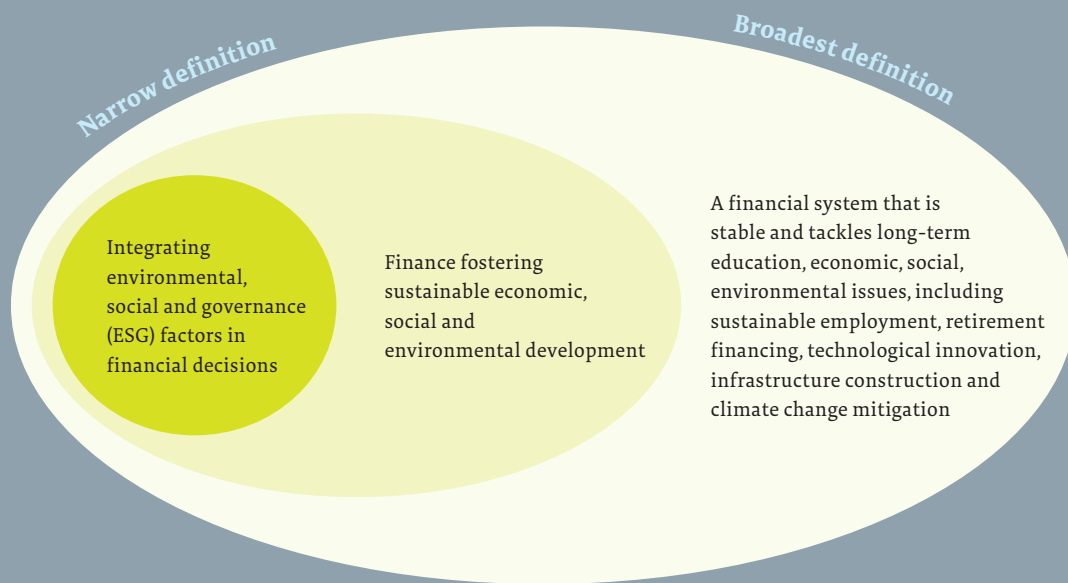 Narrow definition
Broadest definition
Integrating
environmental,
social and governance
(ESG) factors in
financial decisions
Finance fostering
sustainable economic,
social and
environmental development
A financial system that is
stable and tackles long-term
education, economic, social,
environmental issues, including
sustainable employment, retirement
financing, technological innovation,
infrastructure construction and
climate change mitigation